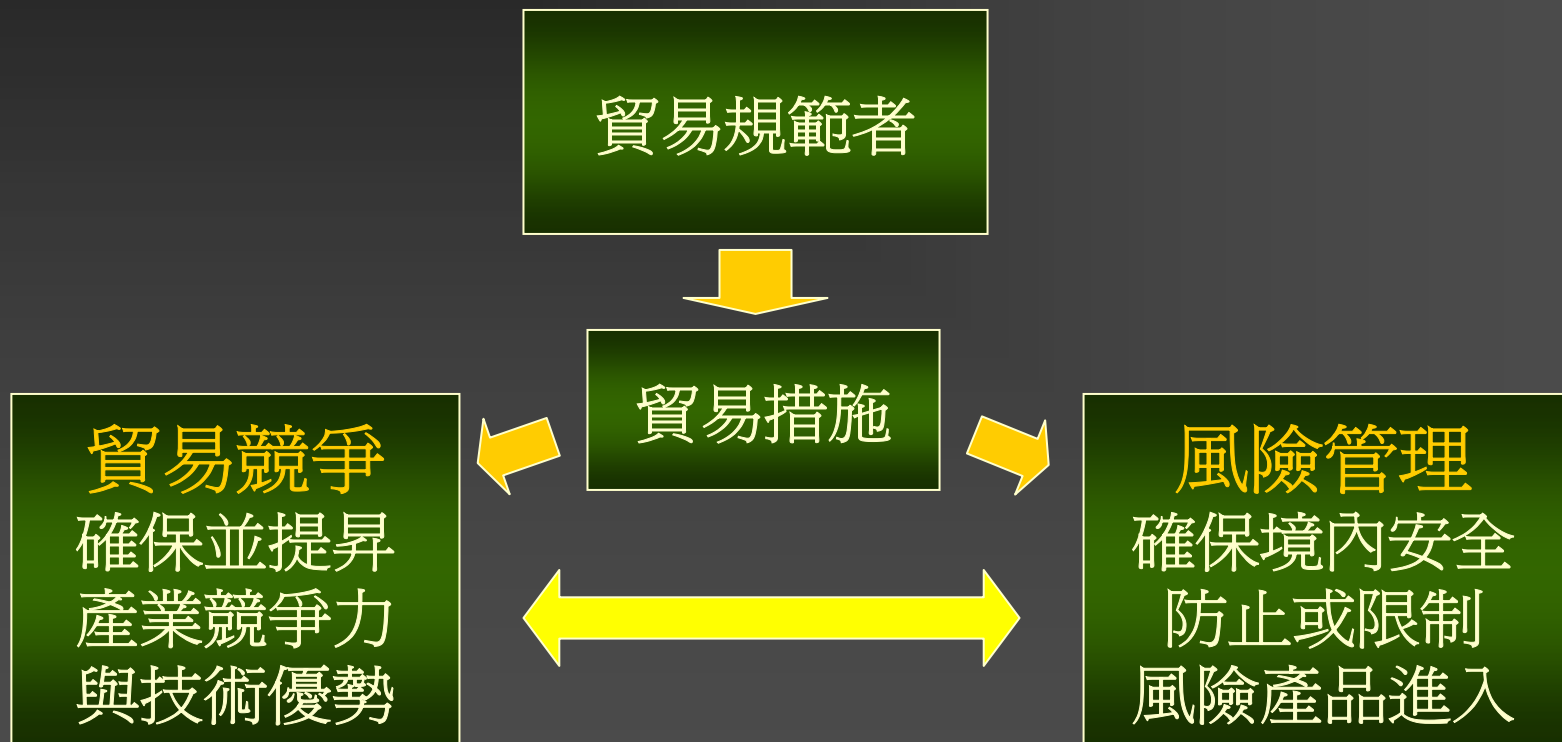 貿易規範者
貿易措施
貿易競爭
確保並提昇
產業競爭力
與技術優勢
風險管理
確保境內安全
防止或限制
風險產品進入